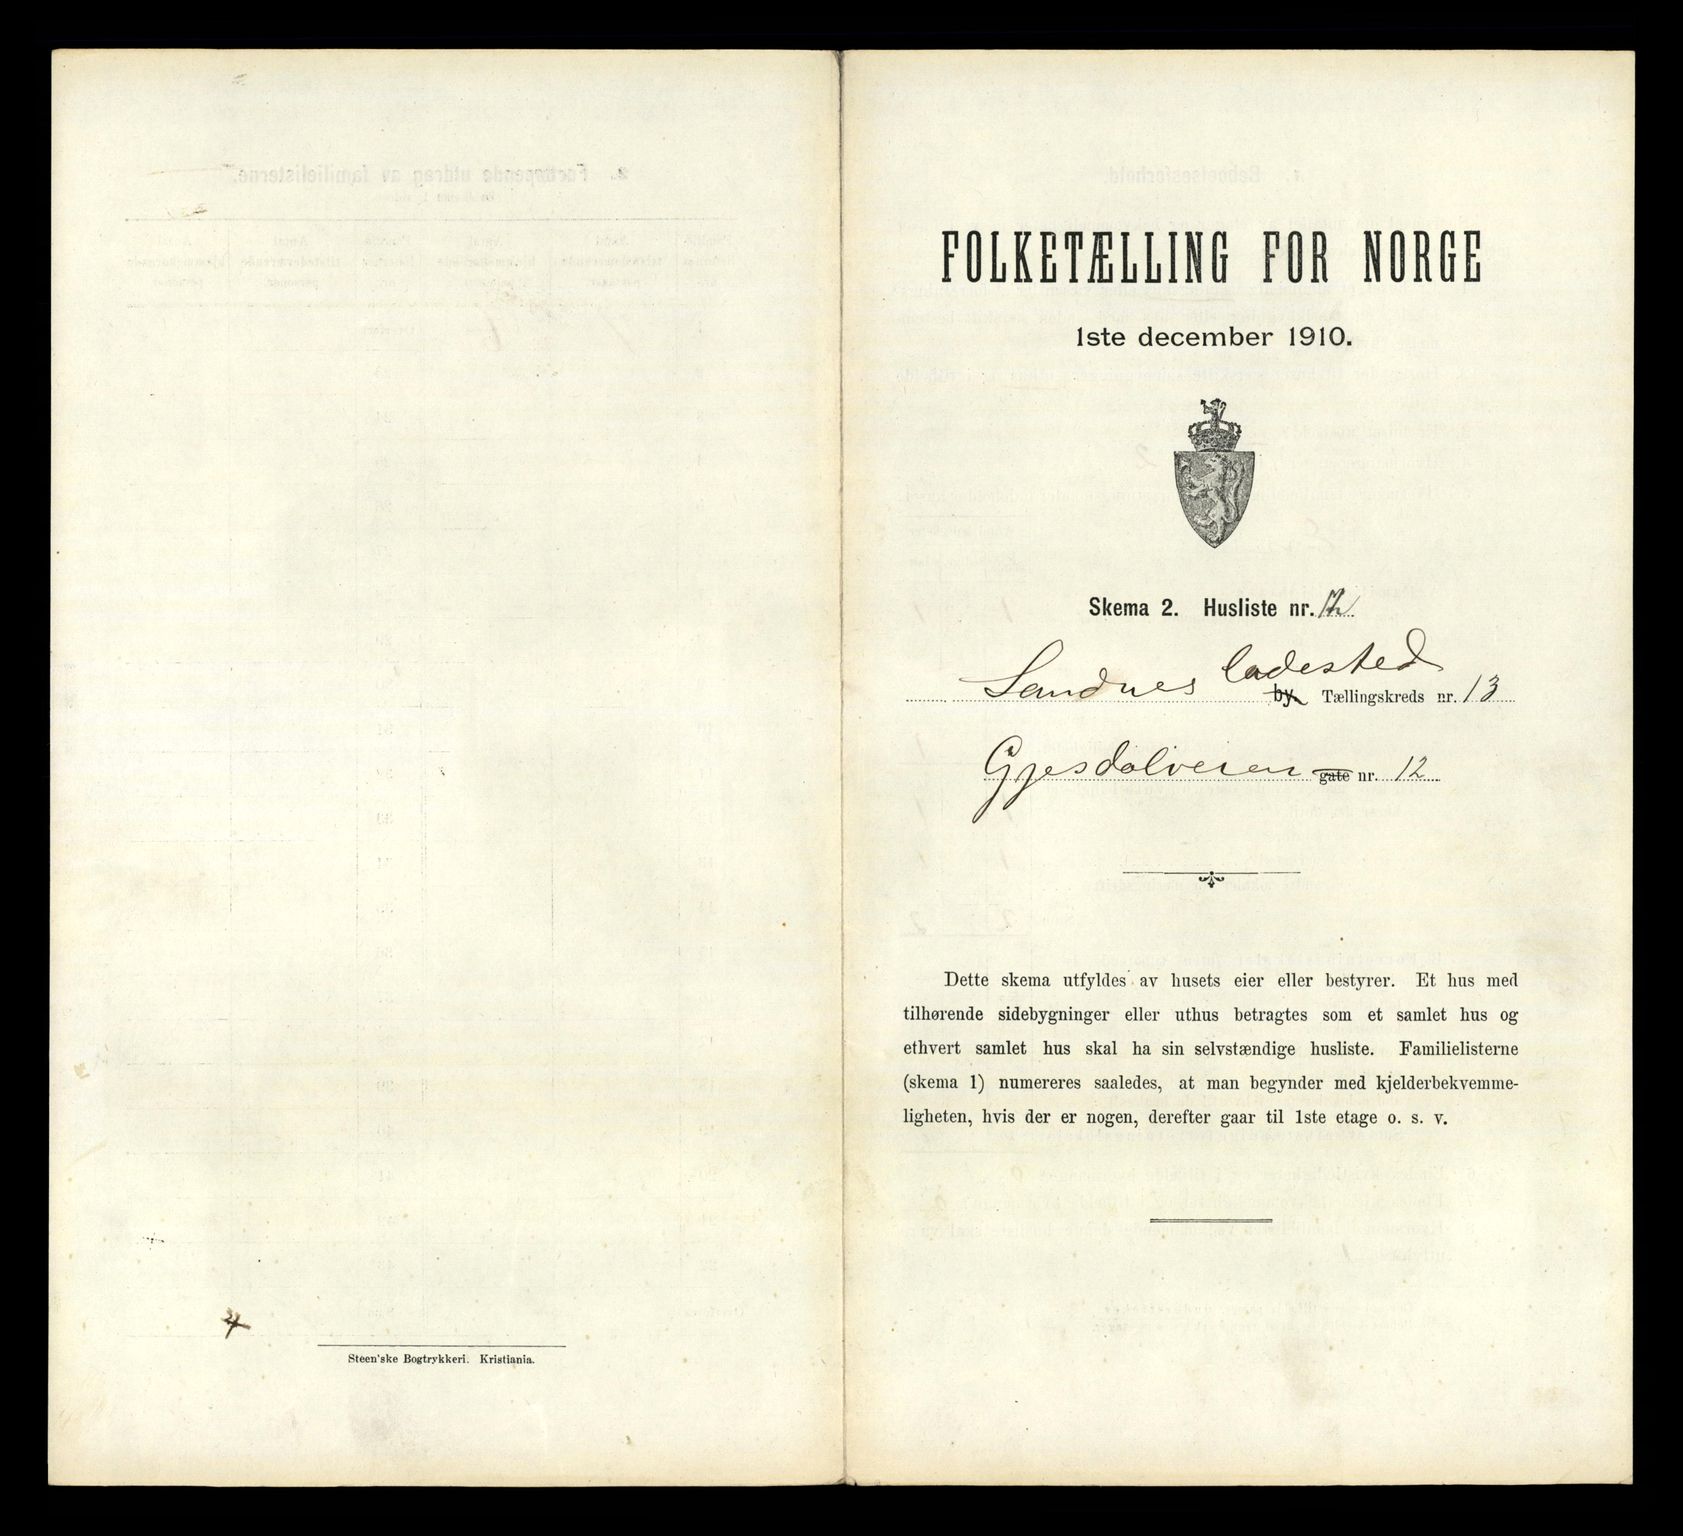 FOLKETÆLLING FOR NORGE
1ste december 1910.
Skema 2. Husliste nr.
Sandnes ladested by. Tællingskreds nr. 13
Gjesdalveien gate nr. 12
Dette skema utfyldes av husets eier eller bestyrer. Et hus med
tilhørende sidebygninger eller uthus betragtes som et samlet hus og
ethvert samlet hus skal ha sin selvstændige husliste. Familielisterne
(skema 1) numereres saaledes, at man begynder med kjelderbekvemme-
ligheten, hvis der er nogen, derefter gaar til 1ste etage o. s. v.
Steen'ske Bogtrykkeri. Kristiania.